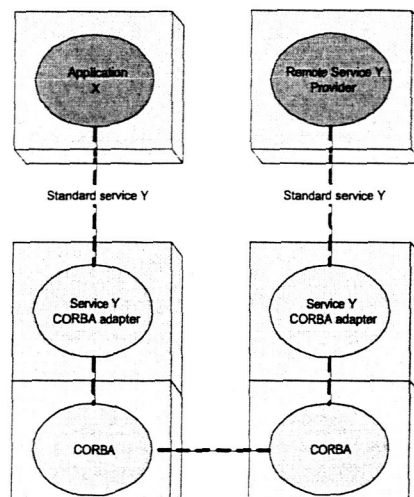 Application
X
Remote Service Y
Provider
Standard service Y
Standard service Y
Service Y
CORBA adapter
Service Y
CORBA adapter
CORBA
CORBA